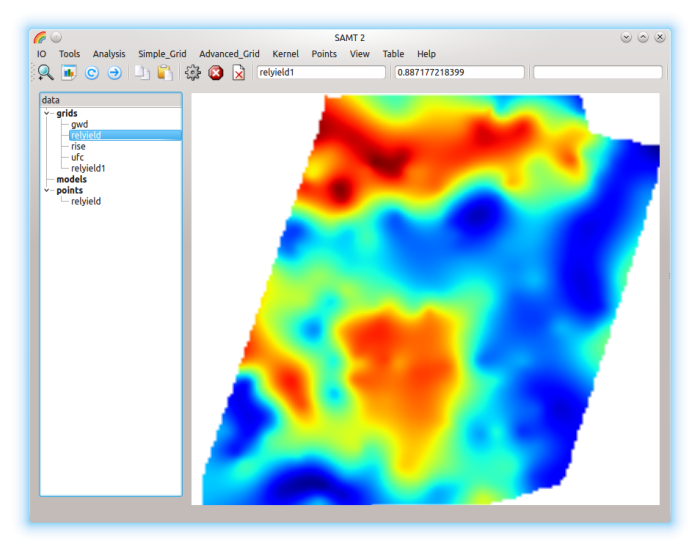 SAMT 2
IO Tools Analysis Simple_Grid Advanced_Grid Kernel Points View Table Help
relyield1 0.887177218399
data
grids
gwd
relyield
rise
ufc
relyield1
models
points
relyield